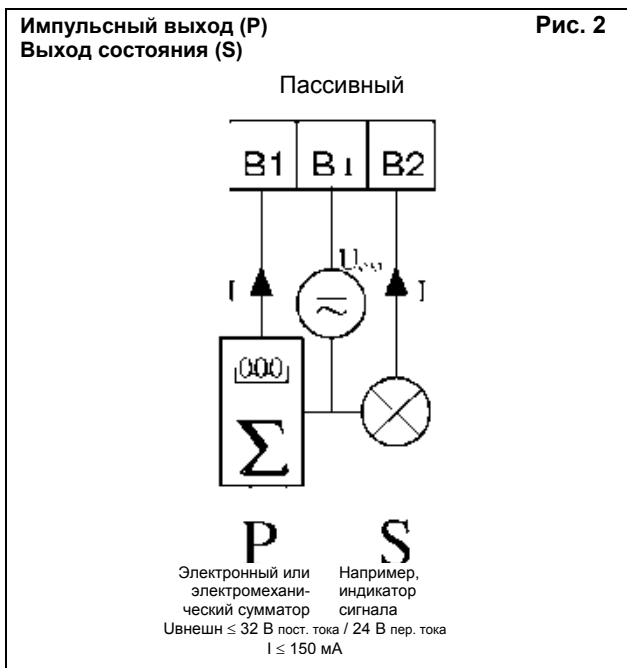 Импульсный выход (P) Рис. 2
Выход состояния (S)
Пассивный
B1 B⊥ B2
I I
000
Σ
P S
Электронный или Например,
электромехани- индикатор
ческий сумматор сигнала
Uвнешн ≤ 32 В пост. тока / 24 В пер. тока
I ≤ 150 мА